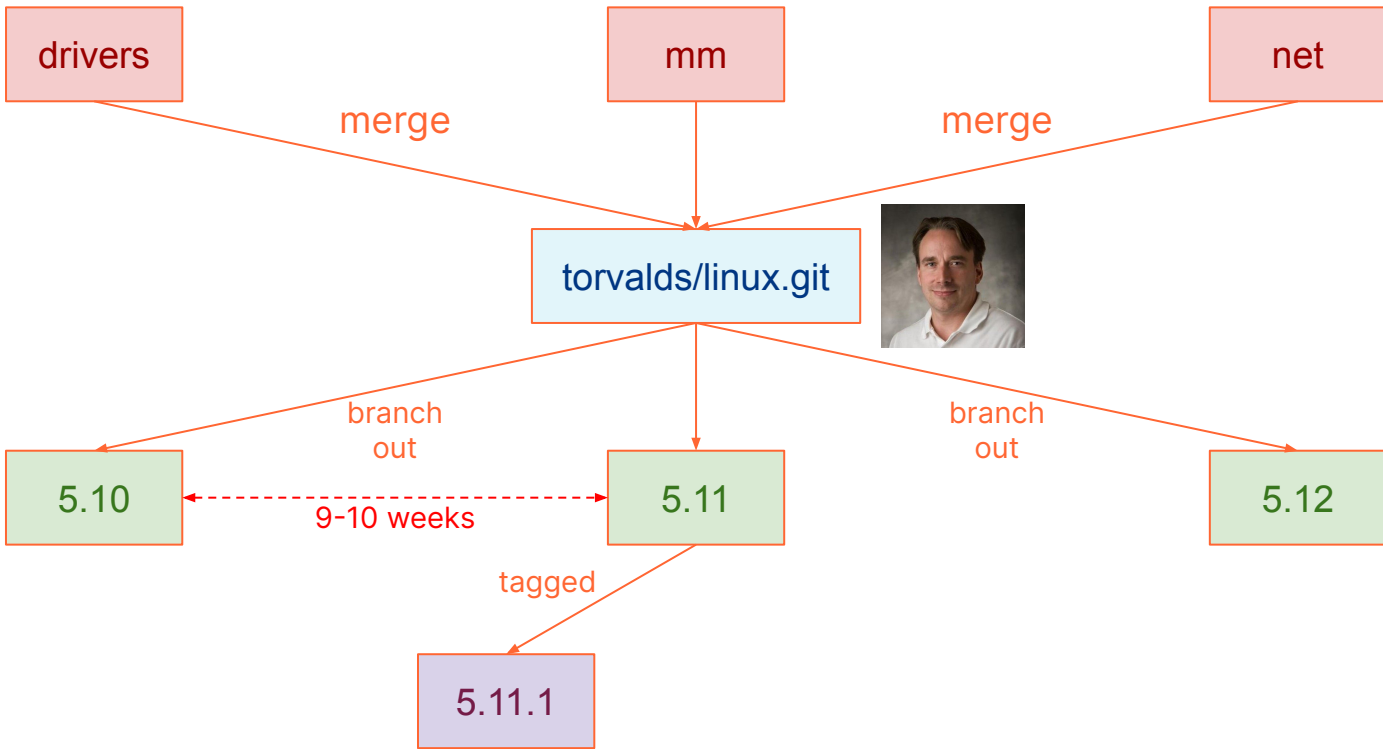 drivers
mm
net
merge
merge
torvalds/linux.git
branch
out
branch
out
5.10
5.11
5.12
9-10 weeks
tagged
5.11.1